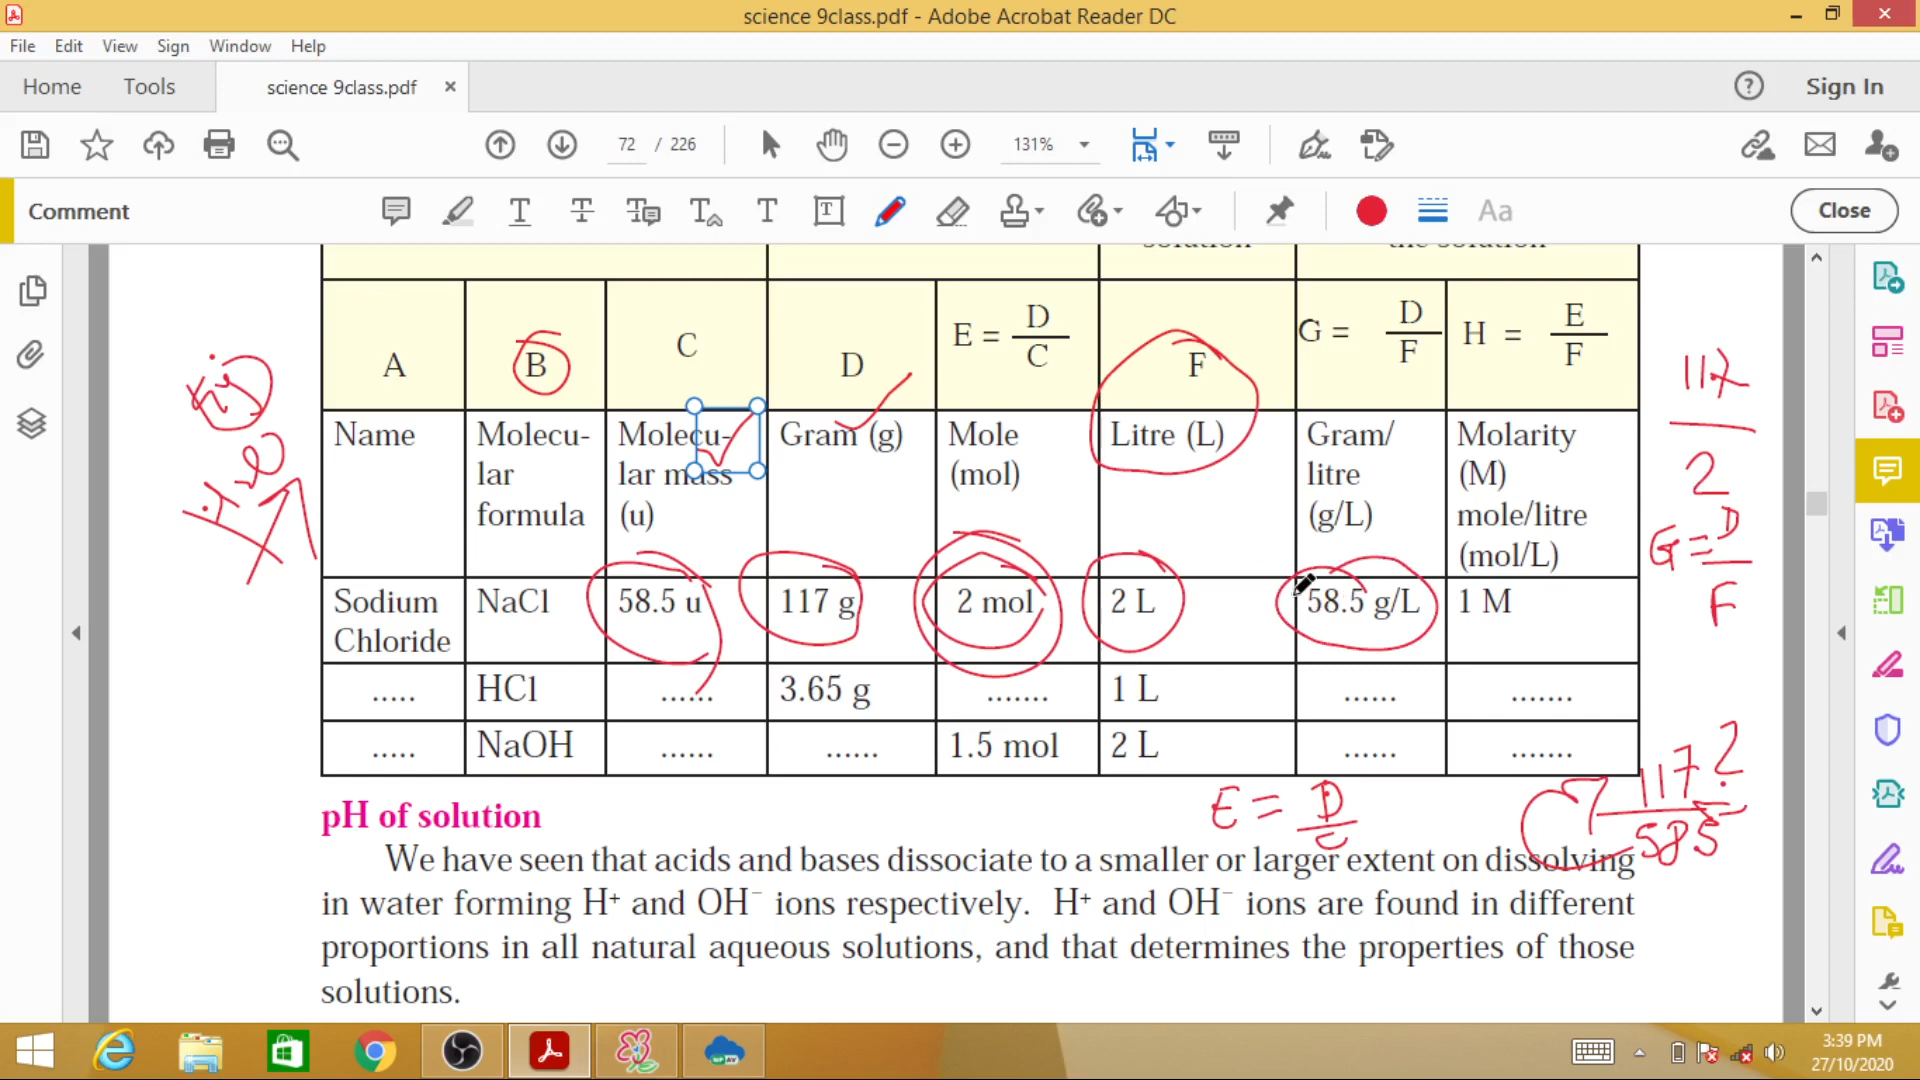 science 9class.pdf - Adobe Acrobat Reader DC
File Edit View Sign Window Help
Home Tools science 9class.pdf × Sign In
72 / 226 131%
Comment Aa Close
A B C D E = D/C F G = D/F H = E/F
Name
Molecu-
lar
formula
Molecu-
lar mass
(u)
Gram (g)
Mole
(mol)
Litre (L)
Gram/
litre
(g/L)
Molarity
(M)
mole/litre
(mol/L)
Sodium
Chloride
NaCl 58.5 u 117 g 2 mol 2 L 58.5 g/L 1 M
..... HCl ...... 3.65 g ....... 1 L ...... .......
..... NaOH ...... ...... 1.5 mol 2 L ...... .......
117
2
G = D
F
E = D
C
117
58.5
?
pH of solution
We have seen that acids and bases dissociate to a smaller or larger extent on dissolving
in water forming H⁺ and OH⁻ ions respectively. H⁺ and OH⁻ ions are found in different
proportions in all natural aqueous solutions, and that determines the properties of those
solutions.
3:39 PM
27/10/2020